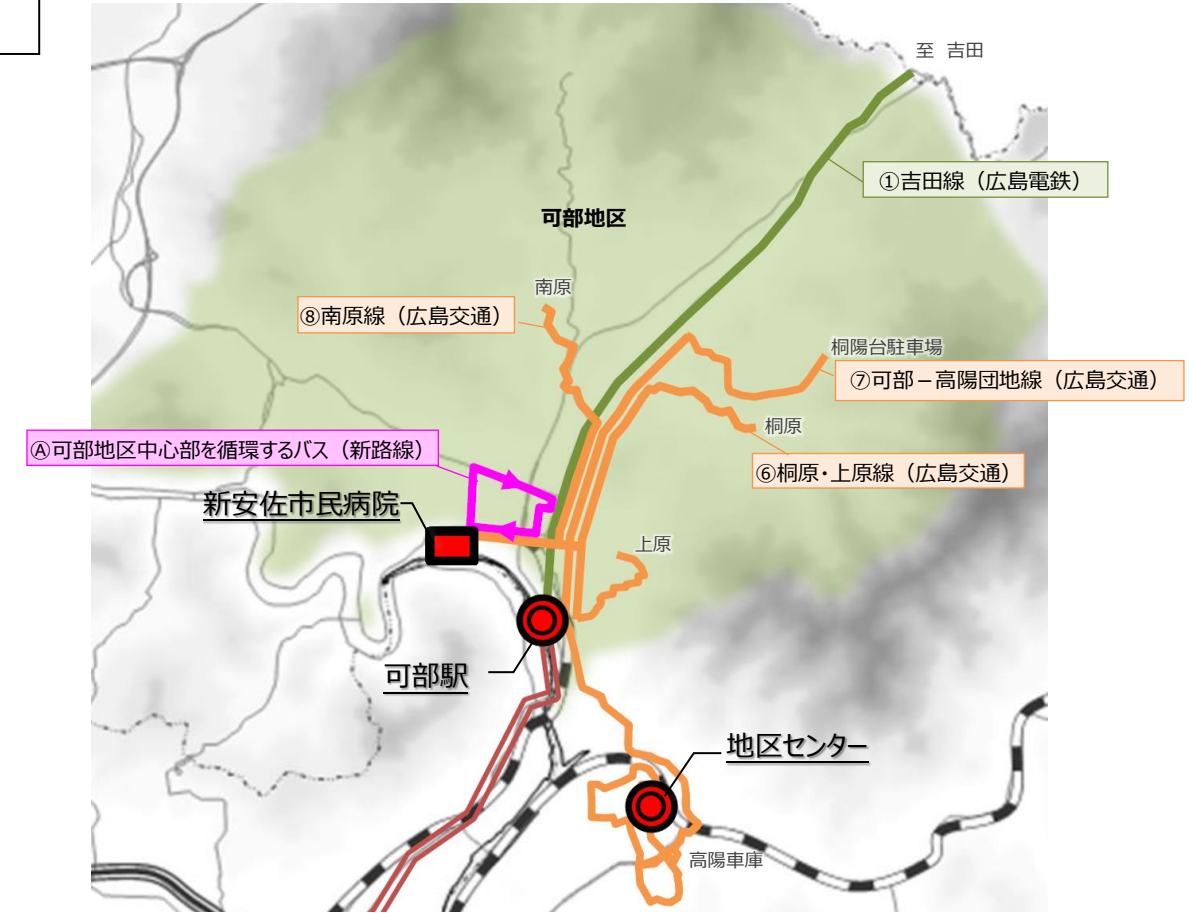 至 吉田
①吉田線（広島電鉄）
可部地区
南原
⑧南原線（広島交通）
桐陽台駐車場
⑦可部－高陽団地線（広島交通）
桐原
Ⓐ可部地区中心部を循環するバス（新路線）
⑥桐原・上原線（広島交通）
新安佐市民病院
上原
可部駅
地区センター
高陽車庫